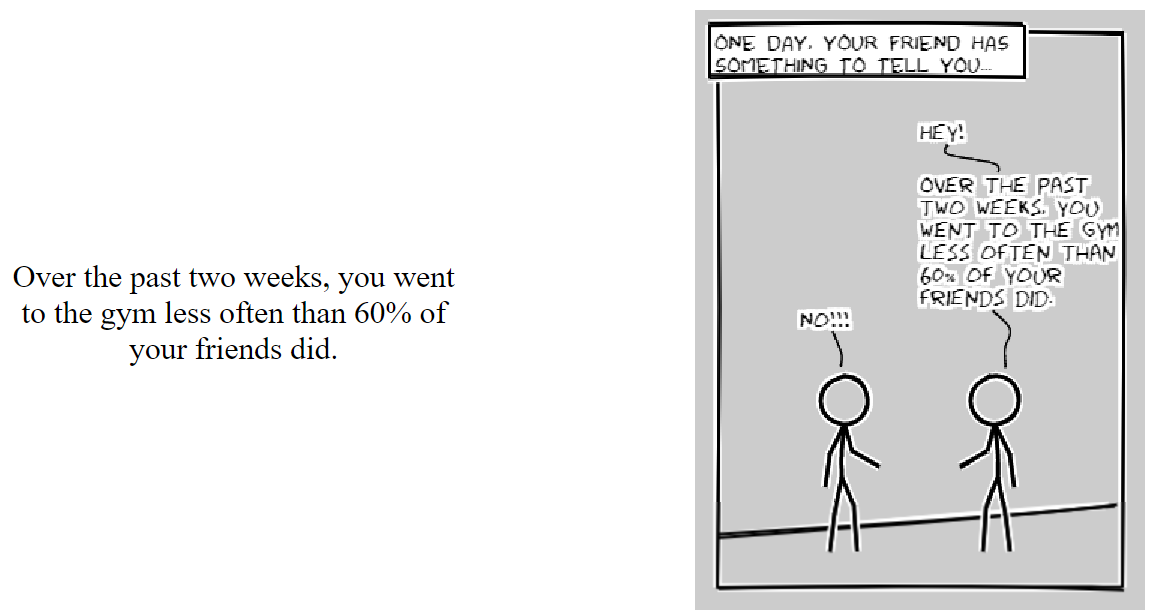 Over the past two weeks, you went
to the gym less often than 60% of
your friends did.
ONE DAY, YOUR FRIEND HAS
SOMETHING TO TELL YOU...
HEY!
OVER THE PAST
TWO WEEKS, YOU
WENT TO THE GYM
LESS OFTEN THAN
60% OF YOUR
FRIENDS DID.
NO!!!